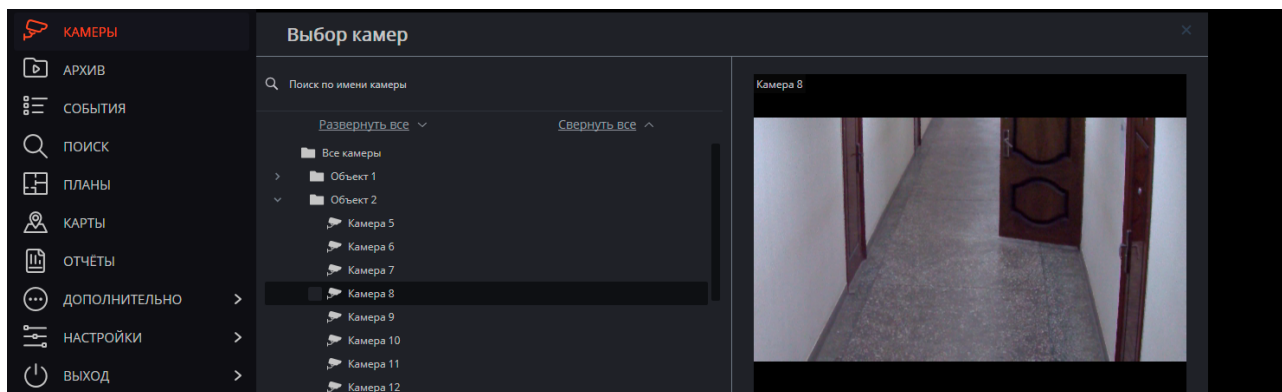 КАМЕРЫ
АРХИВ
СОБЫТИЯ
ПОИСК
ПЛАНЫ
КАРТЫ
ОТЧЁТЫ
ДОПОЛНИТЕЛЬНО
НАСТРОЙКИ
ВЫХОД
Выбор камер
Поиск по имени камеры
Развернуть все Свернуть все
Все камеры
Объект 1
Объект 2
Камера 5
Камера 6
Камера 7
Камера 8
Камера 9
Камера 10
Камера 11
Камера 12
Камера 8